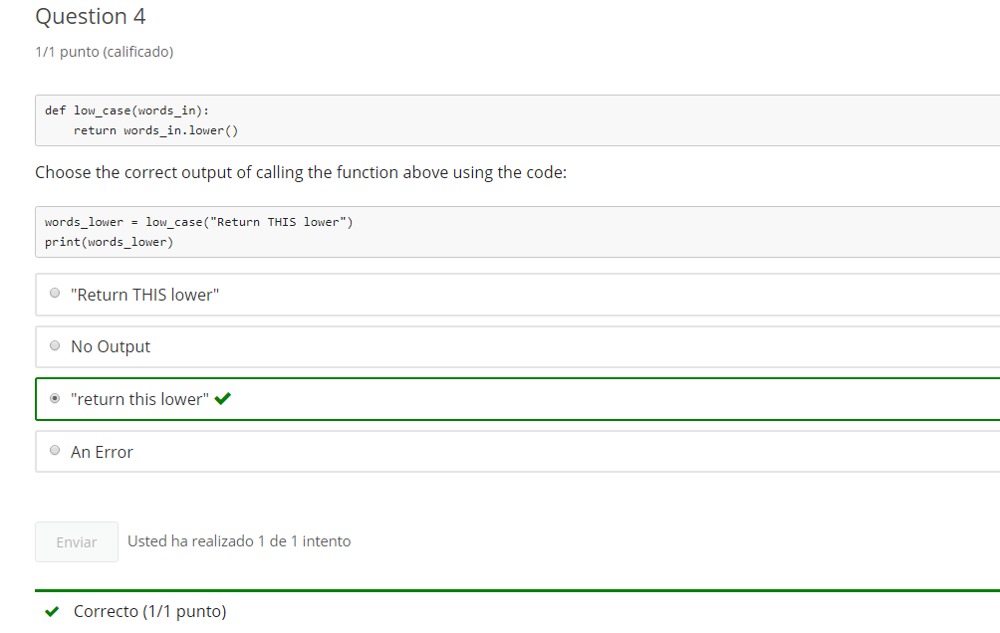 Question 4
1/1 punto (calificado)
def low_case(words_in):
    return words_in.lower()
Choose the correct output of calling the function above using the code:
words_lower = low_case("Return THIS lower")
print(words_lower)
"Return THIS lower"
No Output
"return this lower"
An Error
Enviar Usted ha realizado 1 de 1 intento
Correcto (1/1 punto)